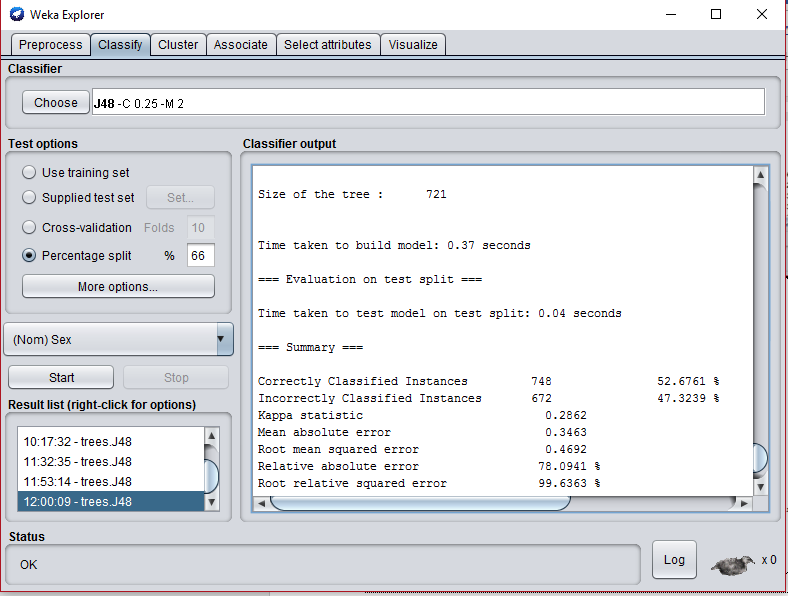 Weka Explorer
Preprocess Classify Cluster Associate Select attributes Visualize
Classifier
Choose J48 -C 0.25 -M 2
Test options
Use training set
Supplied test set Set...
Cross-validation Folds 10
Percentage split % 66
More options...
(Nom) Sex
Start Stop
Result list (right-click for options)
10:17:32 - trees.J48
11:32:35 - trees.J48
11:53:14 - trees.J48
12:00:09 - trees.J48
Classifier output
Size of the tree : 721
Time taken to build model: 0.37 seconds
=== Evaluation on test split ===
Time taken to test model on test split: 0.04 seconds
=== Summary ===
Correctly Classified Instances 748 52.6761 %
Incorrectly Classified Instances 672 47.3239 %
Kappa statistic 0.2862
Mean absolute error 0.3463
Root mean squared error 0.4692
Relative absolute error 78.0941 %
Root relative squared error 99.6363 %
Status
OK
Log x 0